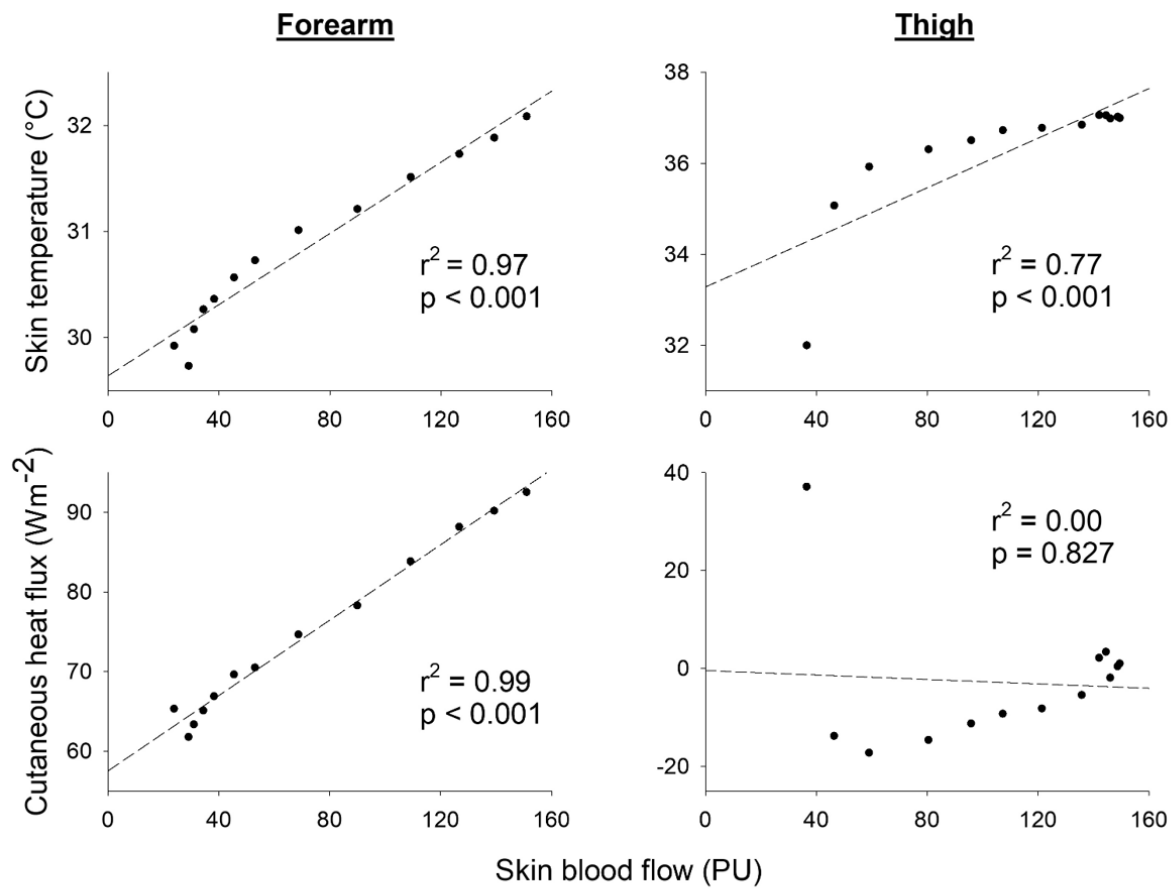 Forearm
Thigh
Skin temperature (°C)
32
31
30
0 40 80 120 160
r² = 0.97
p < 0.001
38
36
34
32
0 40 80 120 160
r² = 0.77
p < 0.001
Cutaneous heat flux (Wm⁻²)
90
80
70
60
0 40 80 120 160
r² = 0.99
p < 0.001
40
20
0
-20
0 40 80 120 160
r² = 0.00
p = 0.827
Skin blood flow (PU)